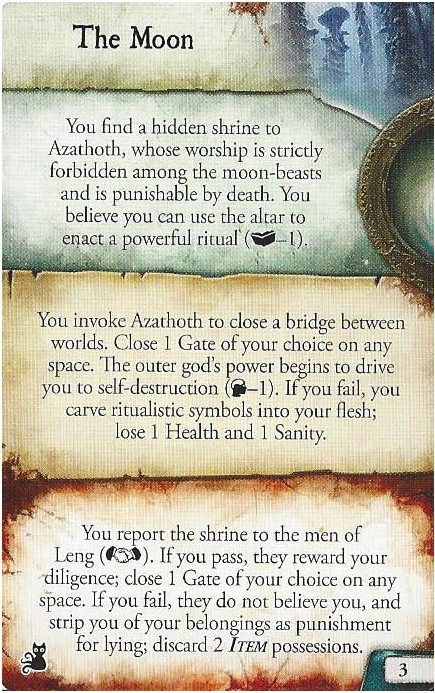 The Moon
You find a hidden shrine to
Azathoth, whose worship is strictly
forbidden among the moon-beasts
and is punishable by death. You
believe you can use the altar to
enact a powerful ritual (–1).
You invoke Azathoth to close a bridge between
worlds. Close 1 Gate of your choice on any
space. The outer god's power begins to drive
you to self-destruction (–1). If you fail, you
carve ritualistic symbols into your flesh;
lose 1 Health and 1 Sanity.
You report the shrine to the men of
Leng (). If you pass, they reward your
diligence; close 1 Gate of your choice on any
space. If you fail, they do not believe you, and
strip you of your belongings as punishment
for lying; discard 2 ITEM possessions.
3